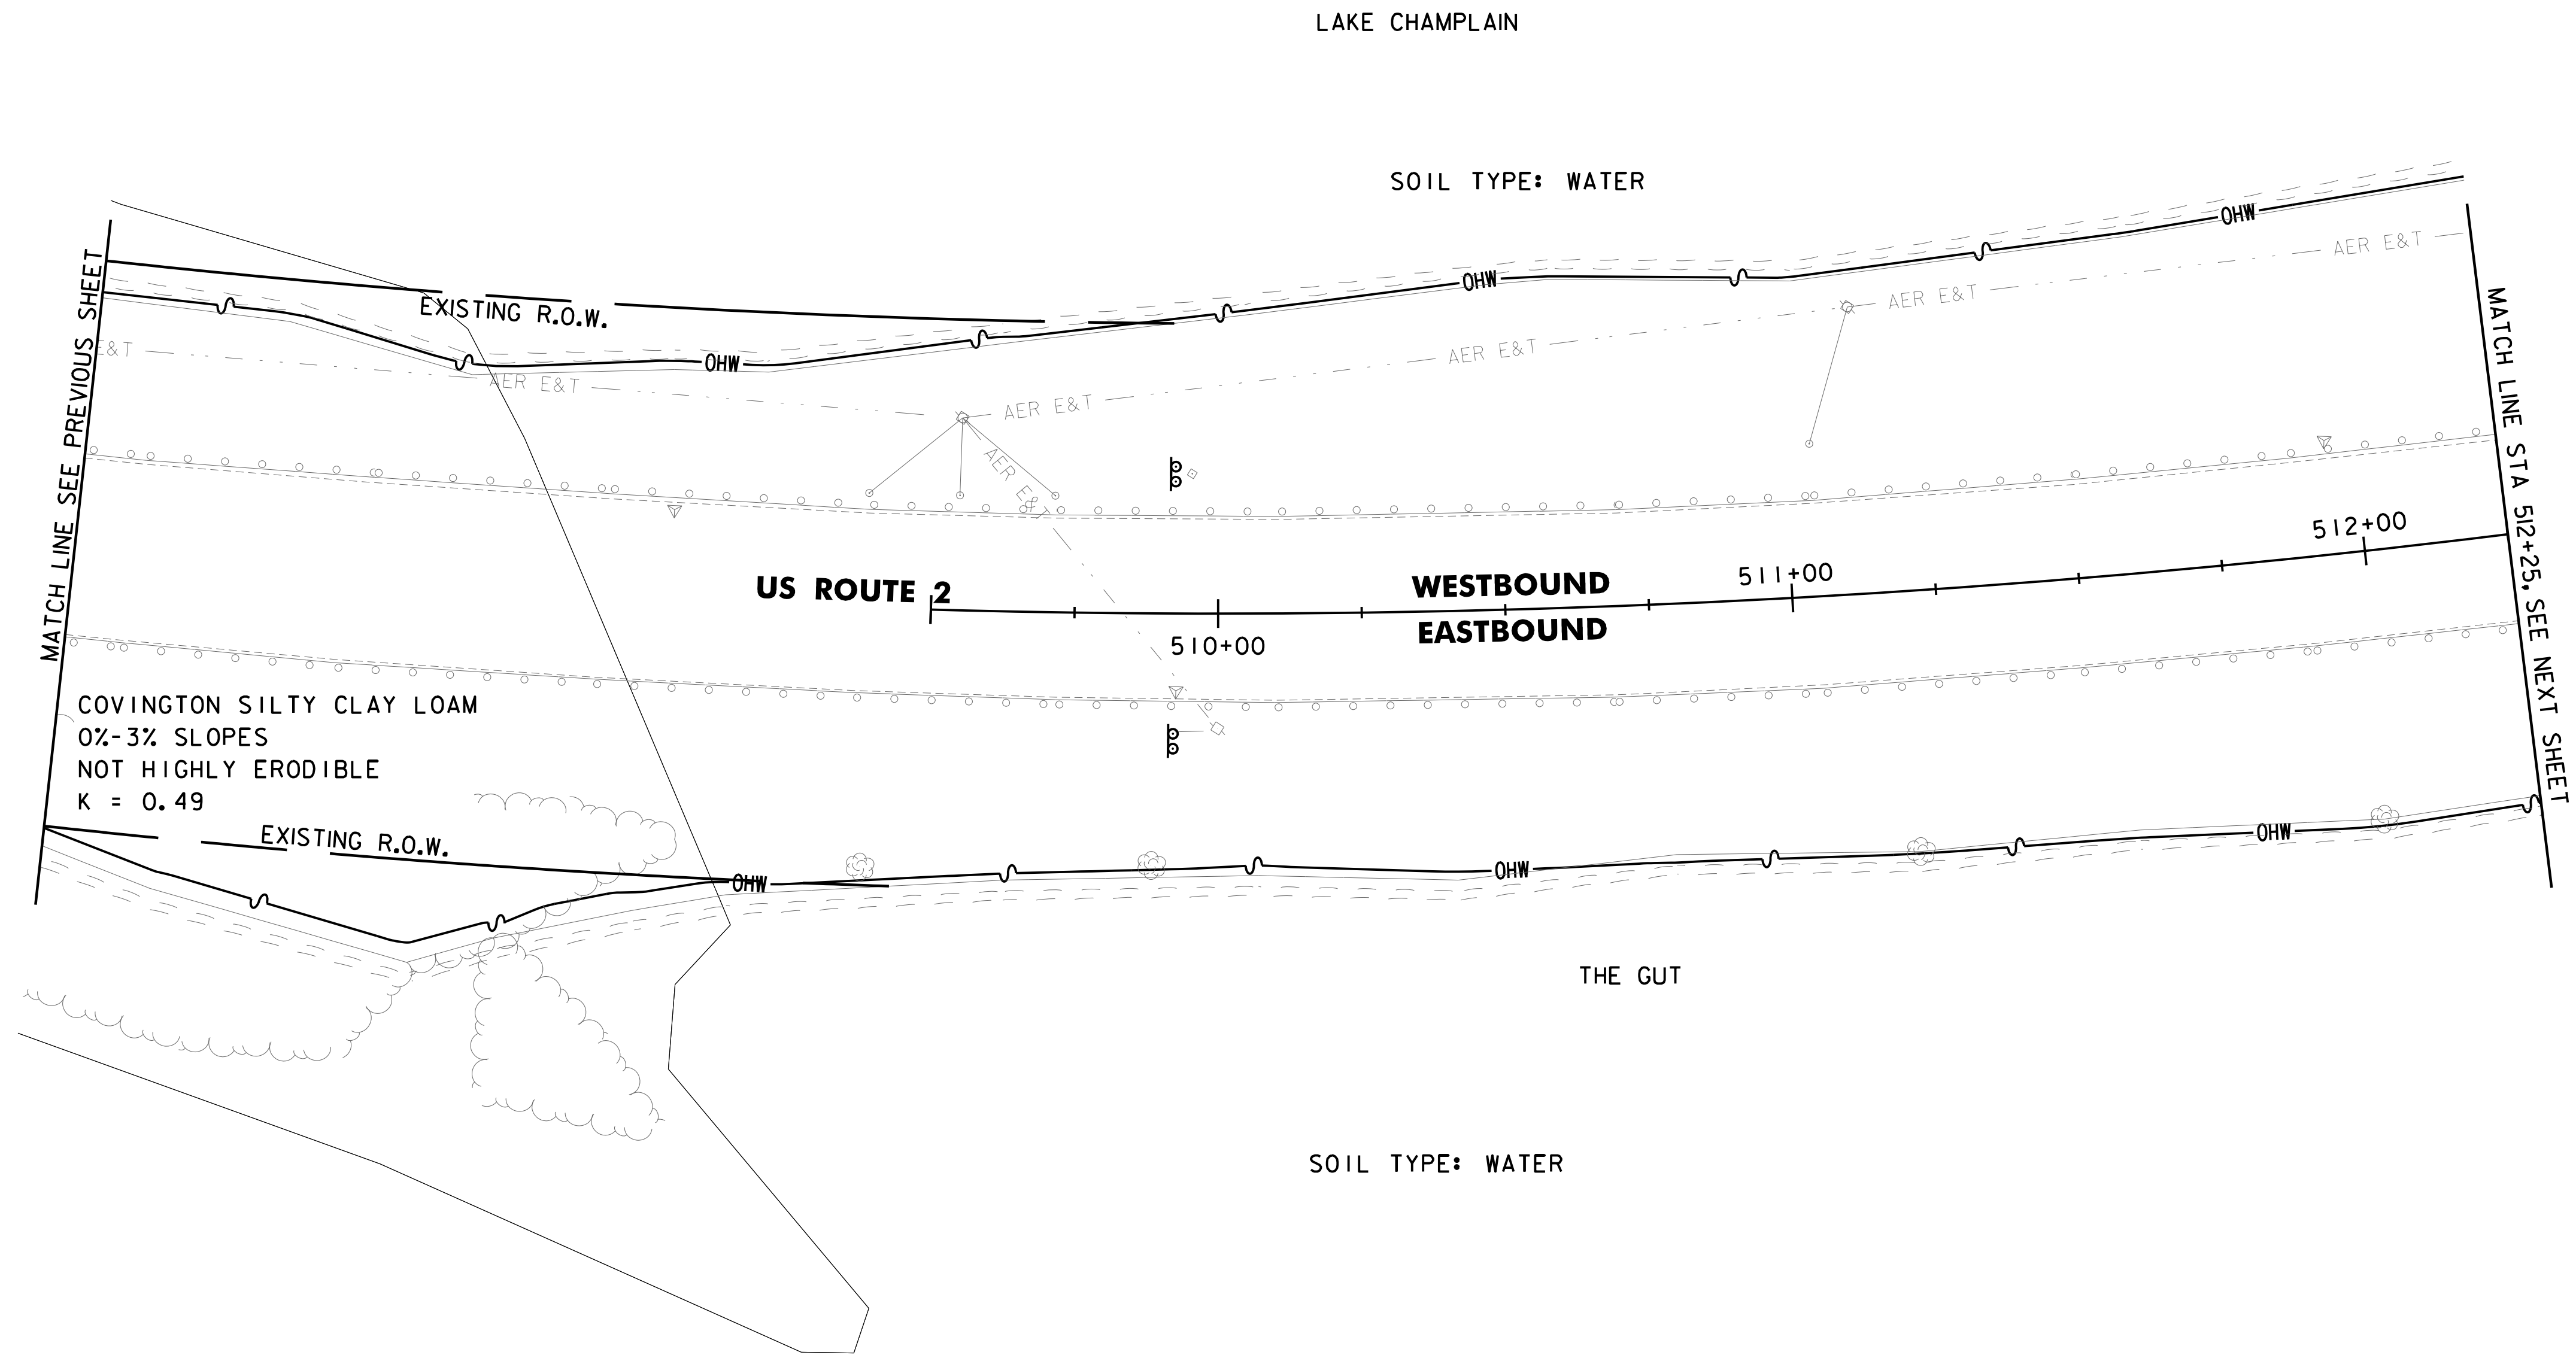 LAKE CHAMPLAIN
SOIL TYPE: WATER
OHW
AER E&T
MATCH LINE SEE PREVIOUS SHEET
EXISTING R.O.W.
OHW
AER E&T
E&T
OHW
AER E&T
AER E&T
AER E&T
AER E&T
MATCH LINE STA 512+25, SEE NEXT SHEET
512+00
511+00
US ROUTE 2
WESTBOUND
EASTBOUND
510+00
COVINGTON SILTY CLAY LOAM
0%-3% SLOPES
NOT HIGHLY ERODIBLE
K = 0.49
EXISTING R.O.W.
OHW
OHW
OHW
THE GUT
SOIL TYPE: WATER